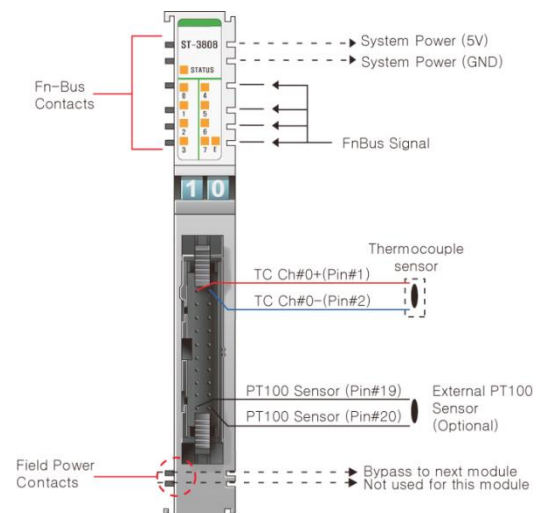 ST-3808
System Power (5V)
System Power (GND)
STATUS
Fn-Bus
Contacts
0 4
1 5
2 6
3 7 E
FnBus Signal
10
Thermocouple
sensor
TC Ch#0+(Pin#1)
TC Ch#0-(Pin#2)
PT100 Sensor (Pin#19)
PT100 Sensor (Pin#20)
External PT100
Sensor
(Optional)
Field Power
Contacts
Bypass to next module
Not used for this module